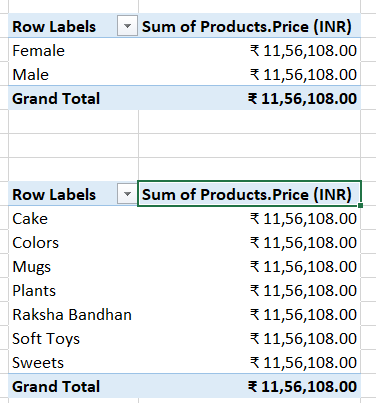 Row Labels Sum of Products.Price (INR)
Female ₹ 11,56,108.00
Male ₹ 11,56,108.00
Grand Total ₹ 11,56,108.00
Row Labels Sum of Products.Price (INR)
Cake ₹ 11,56,108.00
Colors ₹ 11,56,108.00
Mugs ₹ 11,56,108.00
Plants ₹ 11,56,108.00
Raksha Bandhan ₹ 11,56,108.00
Soft Toys ₹ 11,56,108.00
Sweets ₹ 11,56,108.00
Grand Total ₹ 11,56,108.00